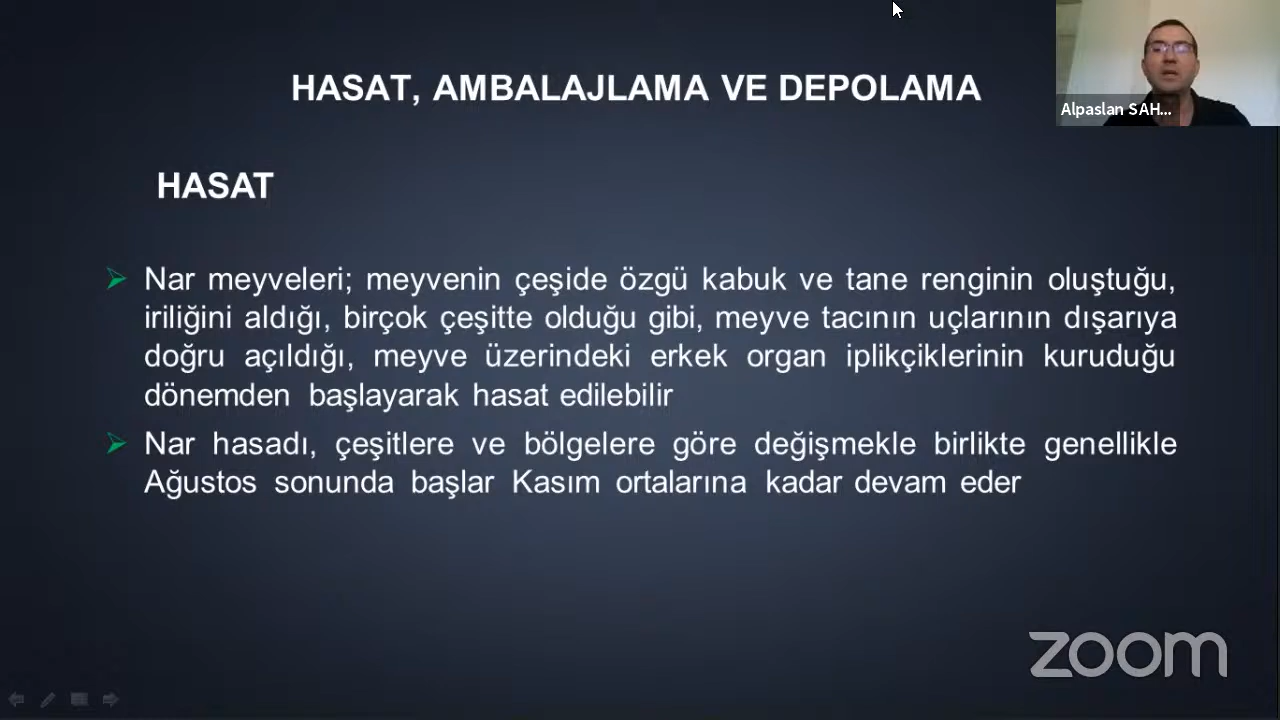 HASAT, AMBALAJLAMA VE DEPOLAMA
Alpaslan SAH...
HASAT
Nar meyveleri; meyvenin çeşide özgü kabuk ve tane renginin oluştuğu,
iriliğini aldığı, birçok çeşitte olduğu gibi, meyve tacının uçlarının dışarıya
doğru açıldığı, meyve üzerindeki erkek organ iplikçiklerinin kuruduğu
dönemden başlayarak hasat edilebilir
Nar hasadı, çeşitlere ve bölgelere göre değişmekle birlikte genellikle
Ağustos sonunda başlar Kasım ortalarına kadar devam eder
zoom